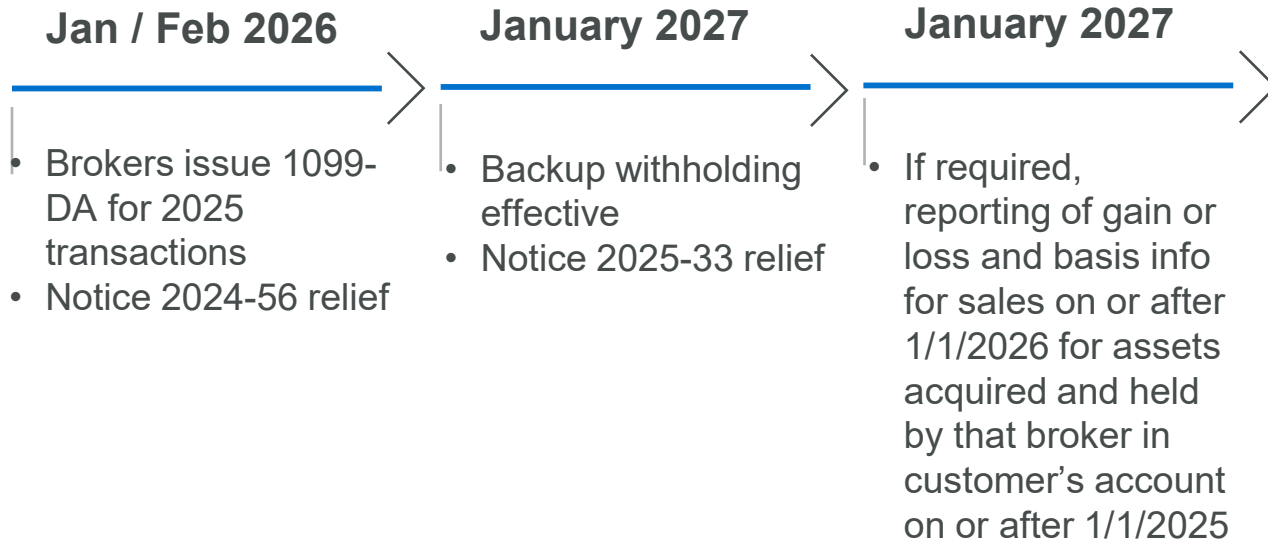 Jan / Feb 2026
• Brokers issue 1099-
DA for 2025
transactions
• Notice 2024-56 relief
January 2027
• Backup withholding
effective
• Notice 2025-33 relief
January 2027
• If required,
reporting of gain or
loss and basis info
for sales on or after
1/1/2026 for assets
acquired and held
by that broker in
customer’s account
on or after 1/1/2025